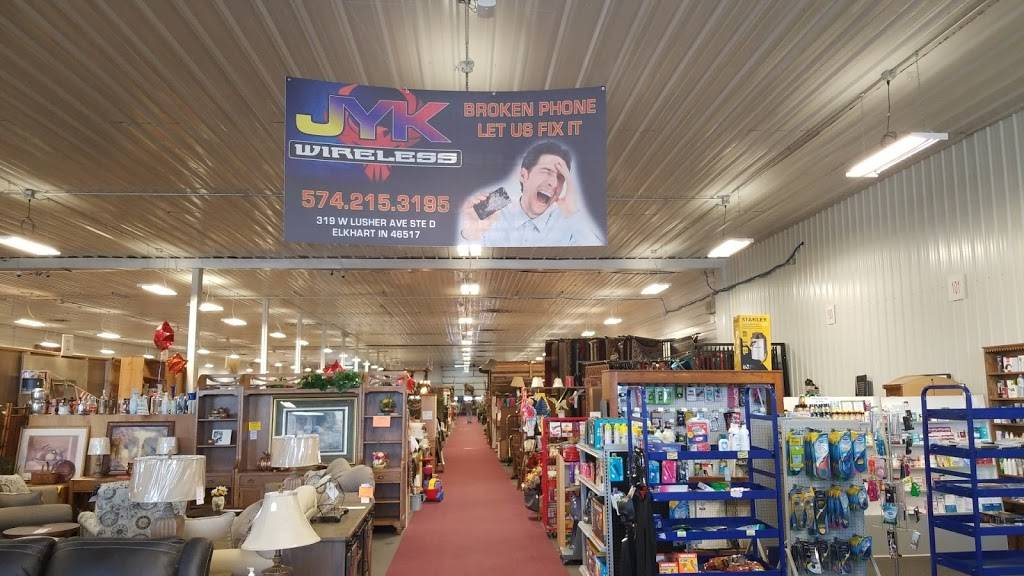 JYK
WIRELESS
BROKEN PHONE
LET US FIX IT
574.215.3195
319 W LUSHER AVE STE D
ELKHART IN 46517
STANLEY